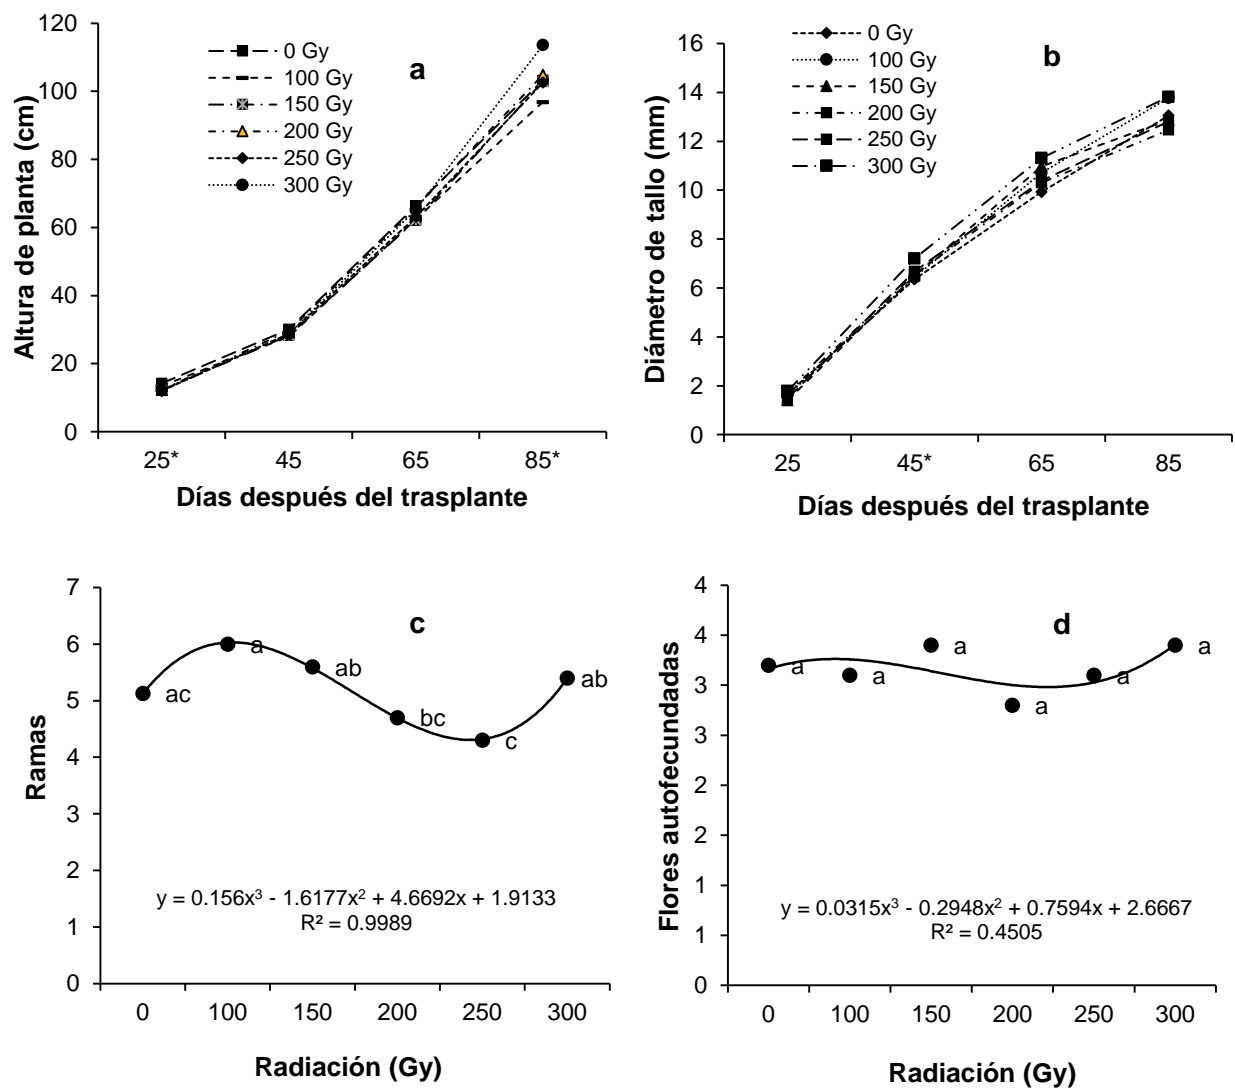 a
120
100
80
60
40
20
0
Altura de planta (cm)
0 Gy
100 Gy
150 Gy
200 Gy
250 Gy
300 Gy
25*
45
65
85*
Días después del trasplante
b
16
14
12
10
8
6
4
2
0
Diámetro de tallo (mm)
0 Gy
100 Gy
150 Gy
200 Gy
250 Gy
300 Gy
25
45*
65
85
Días después del trasplante
c
7
6
5
4
3
2
1
0
Ramas
ac
a
ab
bc
c
ab
y = 0.156x³ - 1.6177x² + 4.6692x + 1.9133
R² = 0.9989
0
100
150
200
250
300
Radiación (Gy)
d
4
4
3
3
2
2
1
1
0
Flores autofecundadas
a
a
a
a
a
a
y = 0.0315x³ - 0.2948x² + 0.7594x + 2.6667
R² = 0.4505
0
100
150
200
250
300
Radiación (Gy)